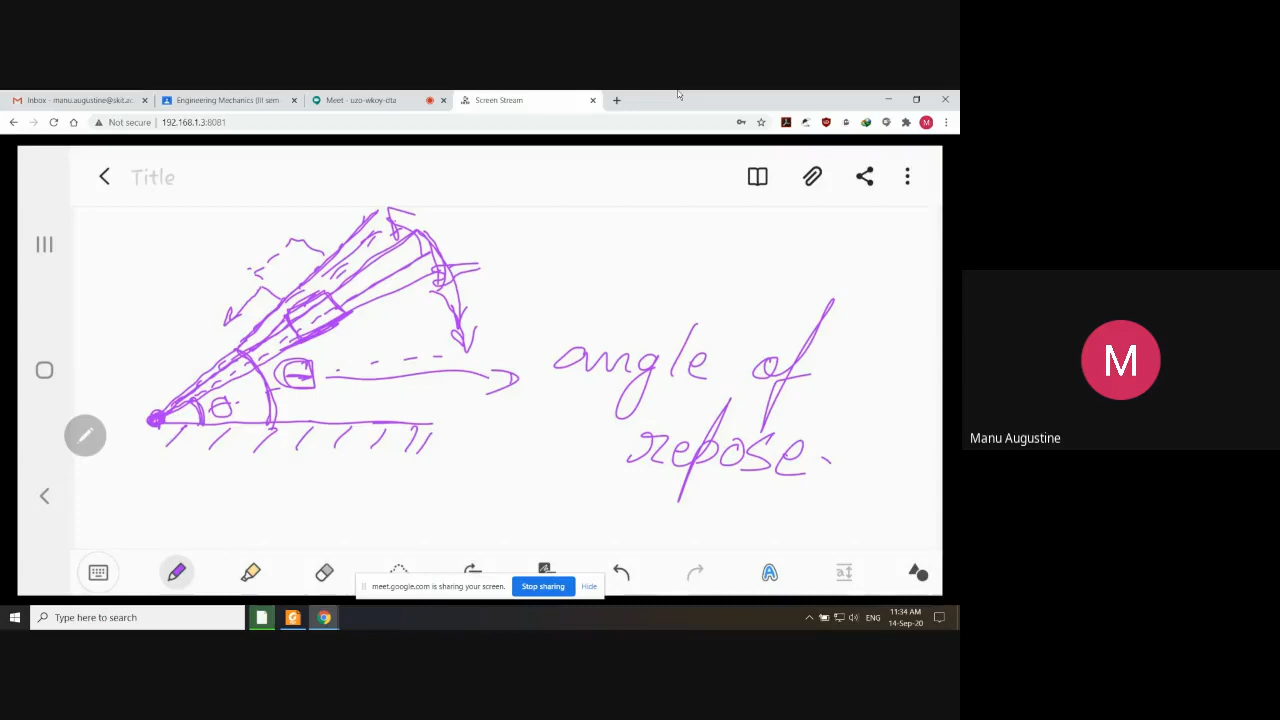 Inbox - manu.augustine@skit.ac
Engineering Mechanics (III sem
Meet - uzo-wkoy-dta
Screen Stream
Not secure | 192.168.1.3:8081
Title
angle of
repose.
θ
θ
M
Manu Augustine
meet.google.com is sharing your screen.
Stop sharing
Hide
Type here to search
ENG
11:34 AM
14-Sep-20